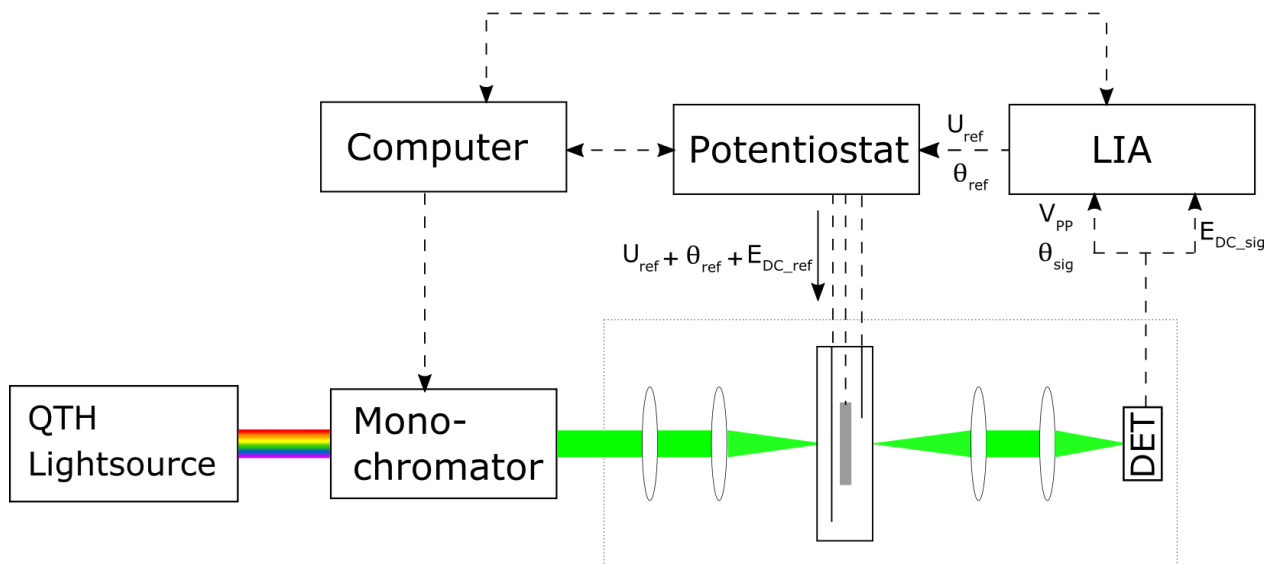 Computer
Potentiostat
U_ref
θ_ref
LIA
V_PP
θ_sig
E_DC_sig
U_ref + θ_ref + E_DC_ref
QTH
Lightsource
Mono-
chromator
DET